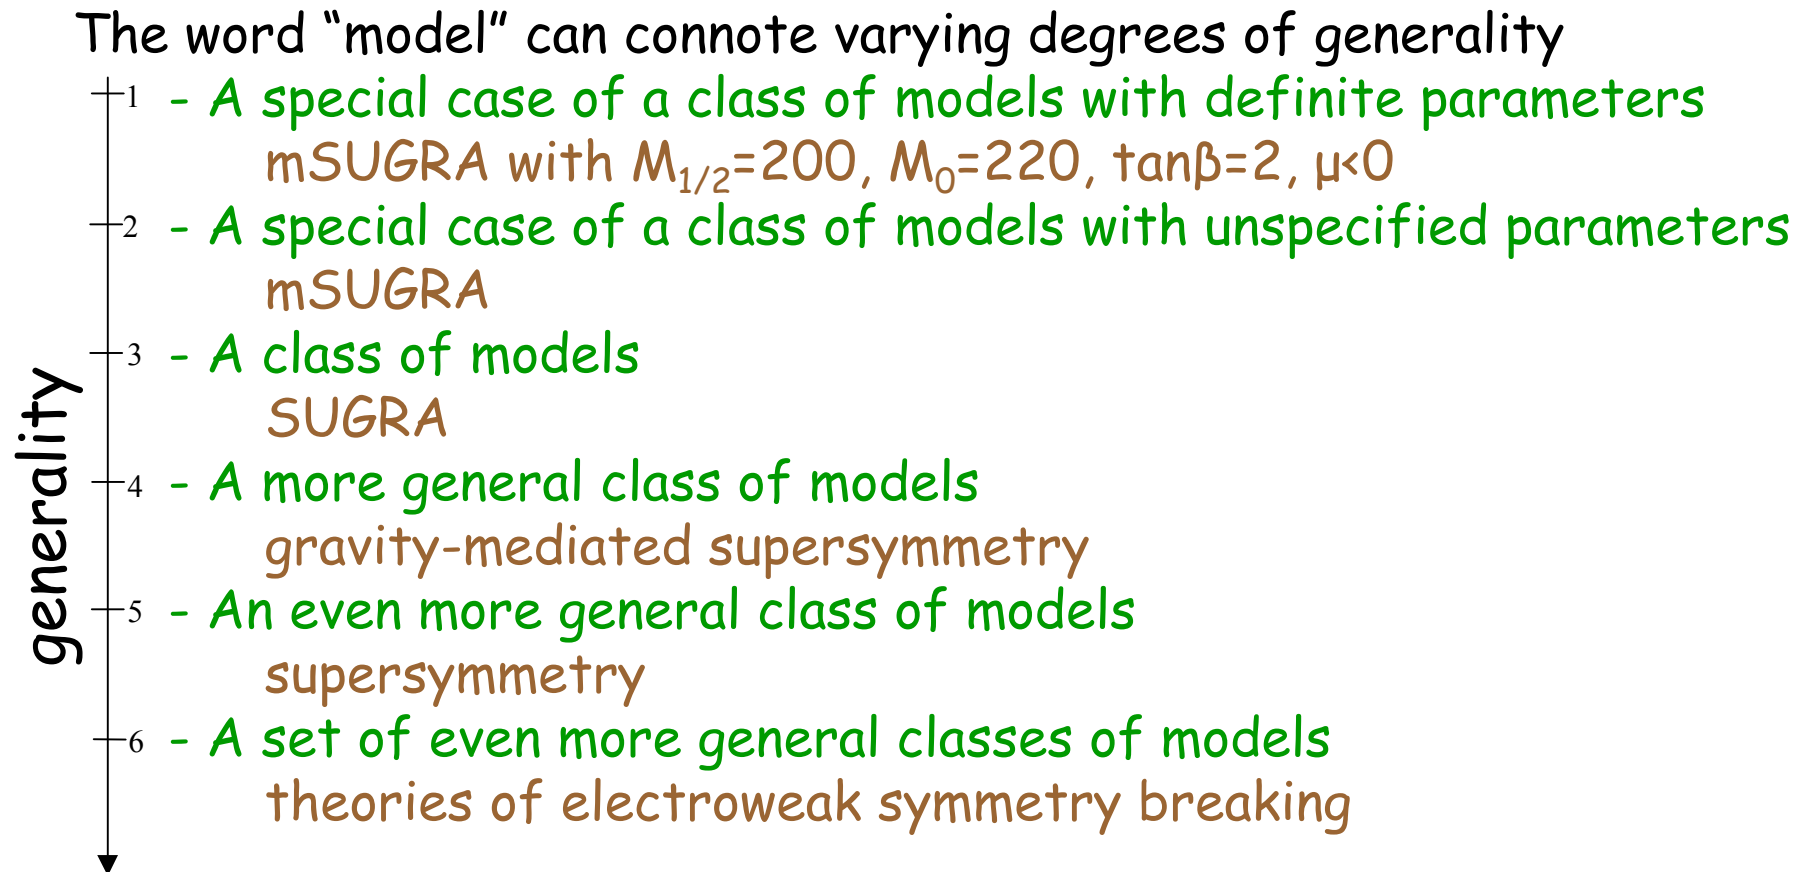 The word “model” can connote varying degrees of generality
1 - A special case of a class of models with definite parameters
mSUGRA with M1/2=200, M0=220, tanβ=2, μ<0
2 - A special case of a class of models with unspecified parameters
mSUGRA
3 - A class of models
SUGRA
4 - A more general class of models
gravity-mediated supersymmetry
5 - An even more general class of models
supersymmetry
6 - A set of even more general classes of models
theories of electroweak symmetry breaking
generality